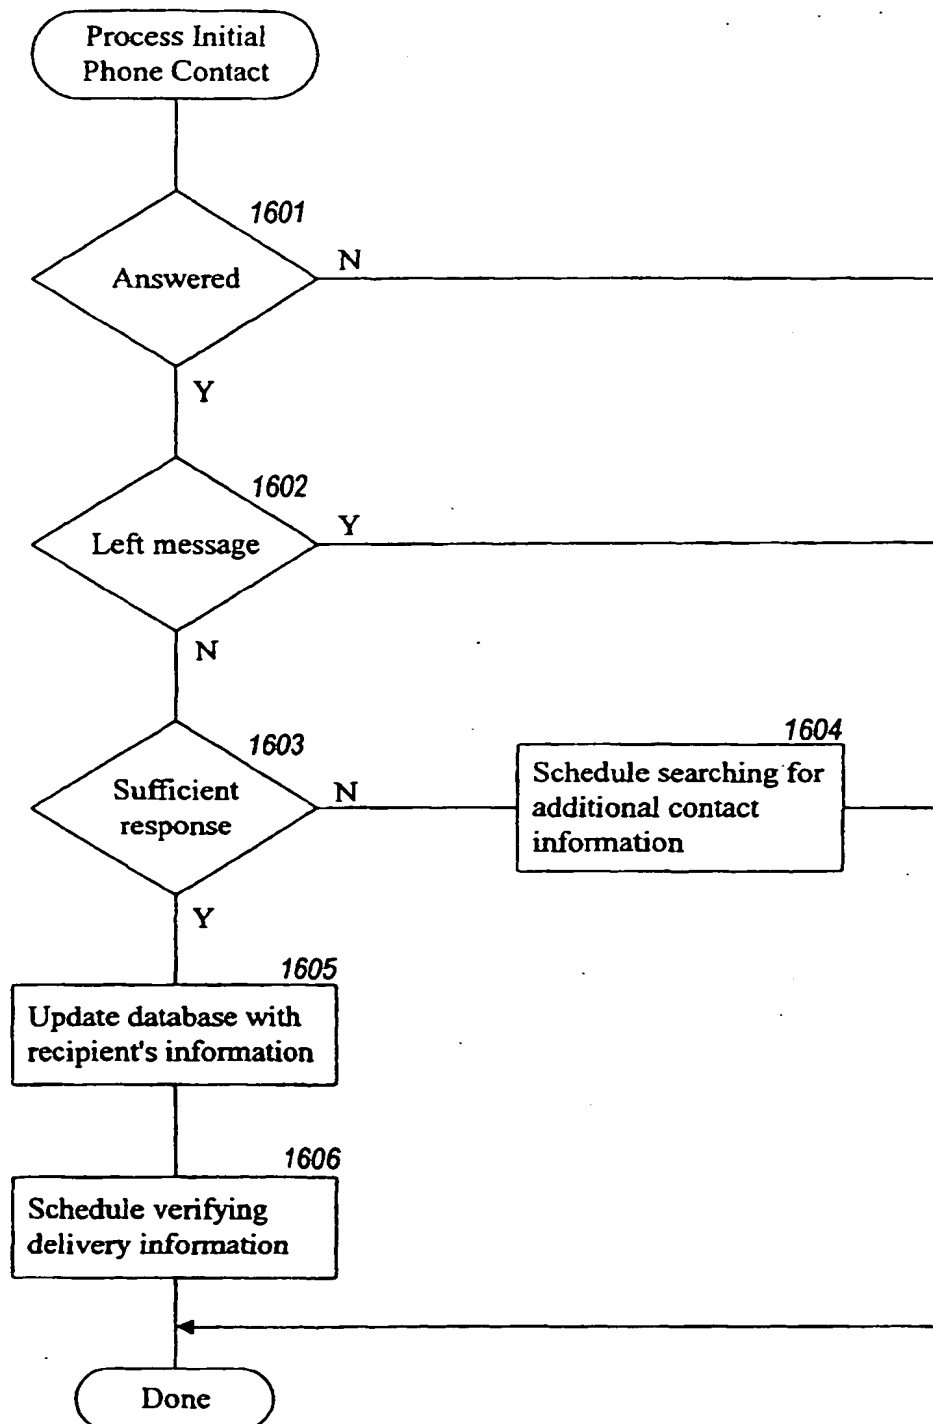 Process Initial
Phone Contact
1601
Answered
N
Y
1602
Left message
Y
N
1603
Sufficient
response
N
1604
Schedule searching for
additional contact
information
Y
1605
Update database with
recipient's information
1606
Schedule verifying
delivery information
Done